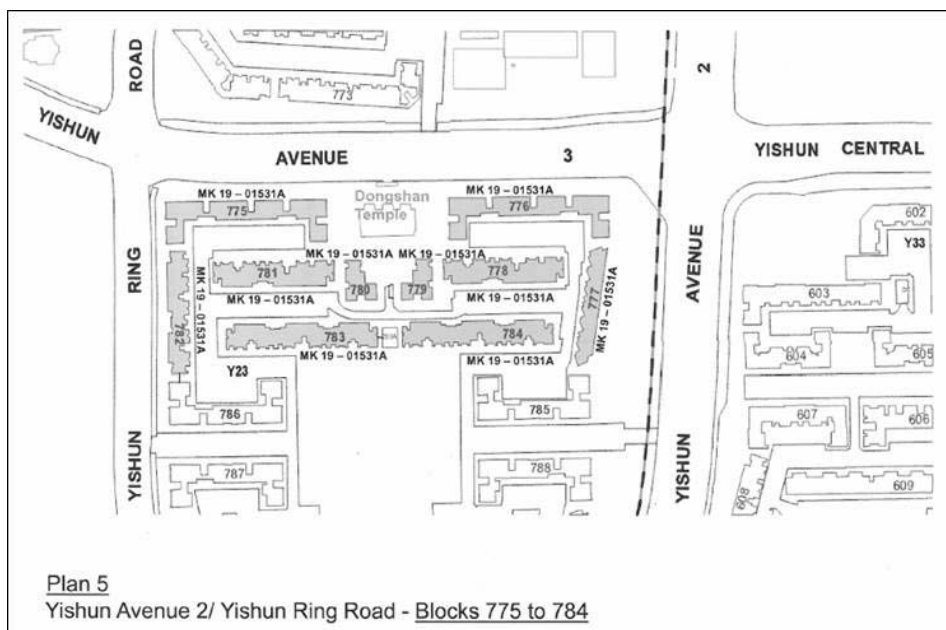 ROAD
2
773
YISHUN
AVENUE
3
YISHUN CENTRAL
MK 19 – 01531A
MK 19 – 01531A
Dongshan
Temple
775
776
602
Y33
RING
AVENUE
MK 19 – 01531A
MK 19 – 01531A
781
780
779
778
777
782
MK 19 – 01531A
MK 19 – 01531A
MK 19 – 01531A
MK 19 – 01531A
603
783
784
MK 19 – 01531A
MK 19 – 01531A
604
605
Y23
786
785
607
606
YISHUN
787
788
YISHUN
608
609
Plan 5
Yishun Avenue 2/ Yishun Ring Road - Blocks 775 to 784